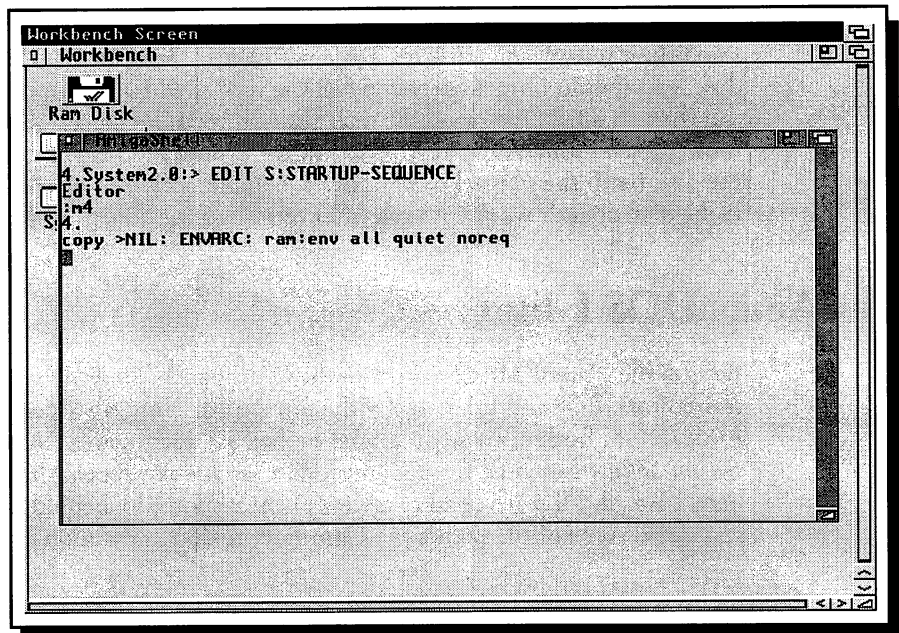 Workbench Screen
Workbench
Ram Disk
AmigaShell
4.System2.0:> EDIT S:STARTUP-SEQUENCE
Editor
:m4
4.
copy >NIL: ENVARC: ram:env all quiet noreq
S